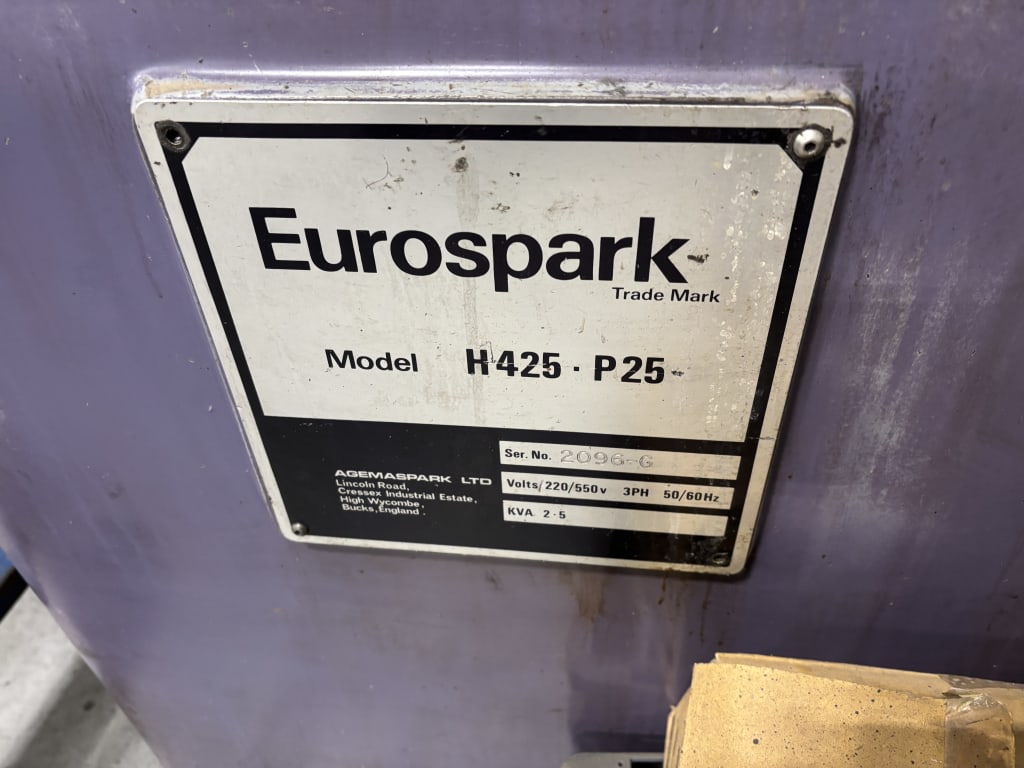 Eurospark
Trade Mark
Model H425 · P25
Ser. No. 2096-G
Volts/220/550v 3PH 50/60Hz
KVA 2·5
AGEMASPARK LTD
Lincoln Road,
Cressex Industrial Estate,
High Wycombe,
Bucks, England.